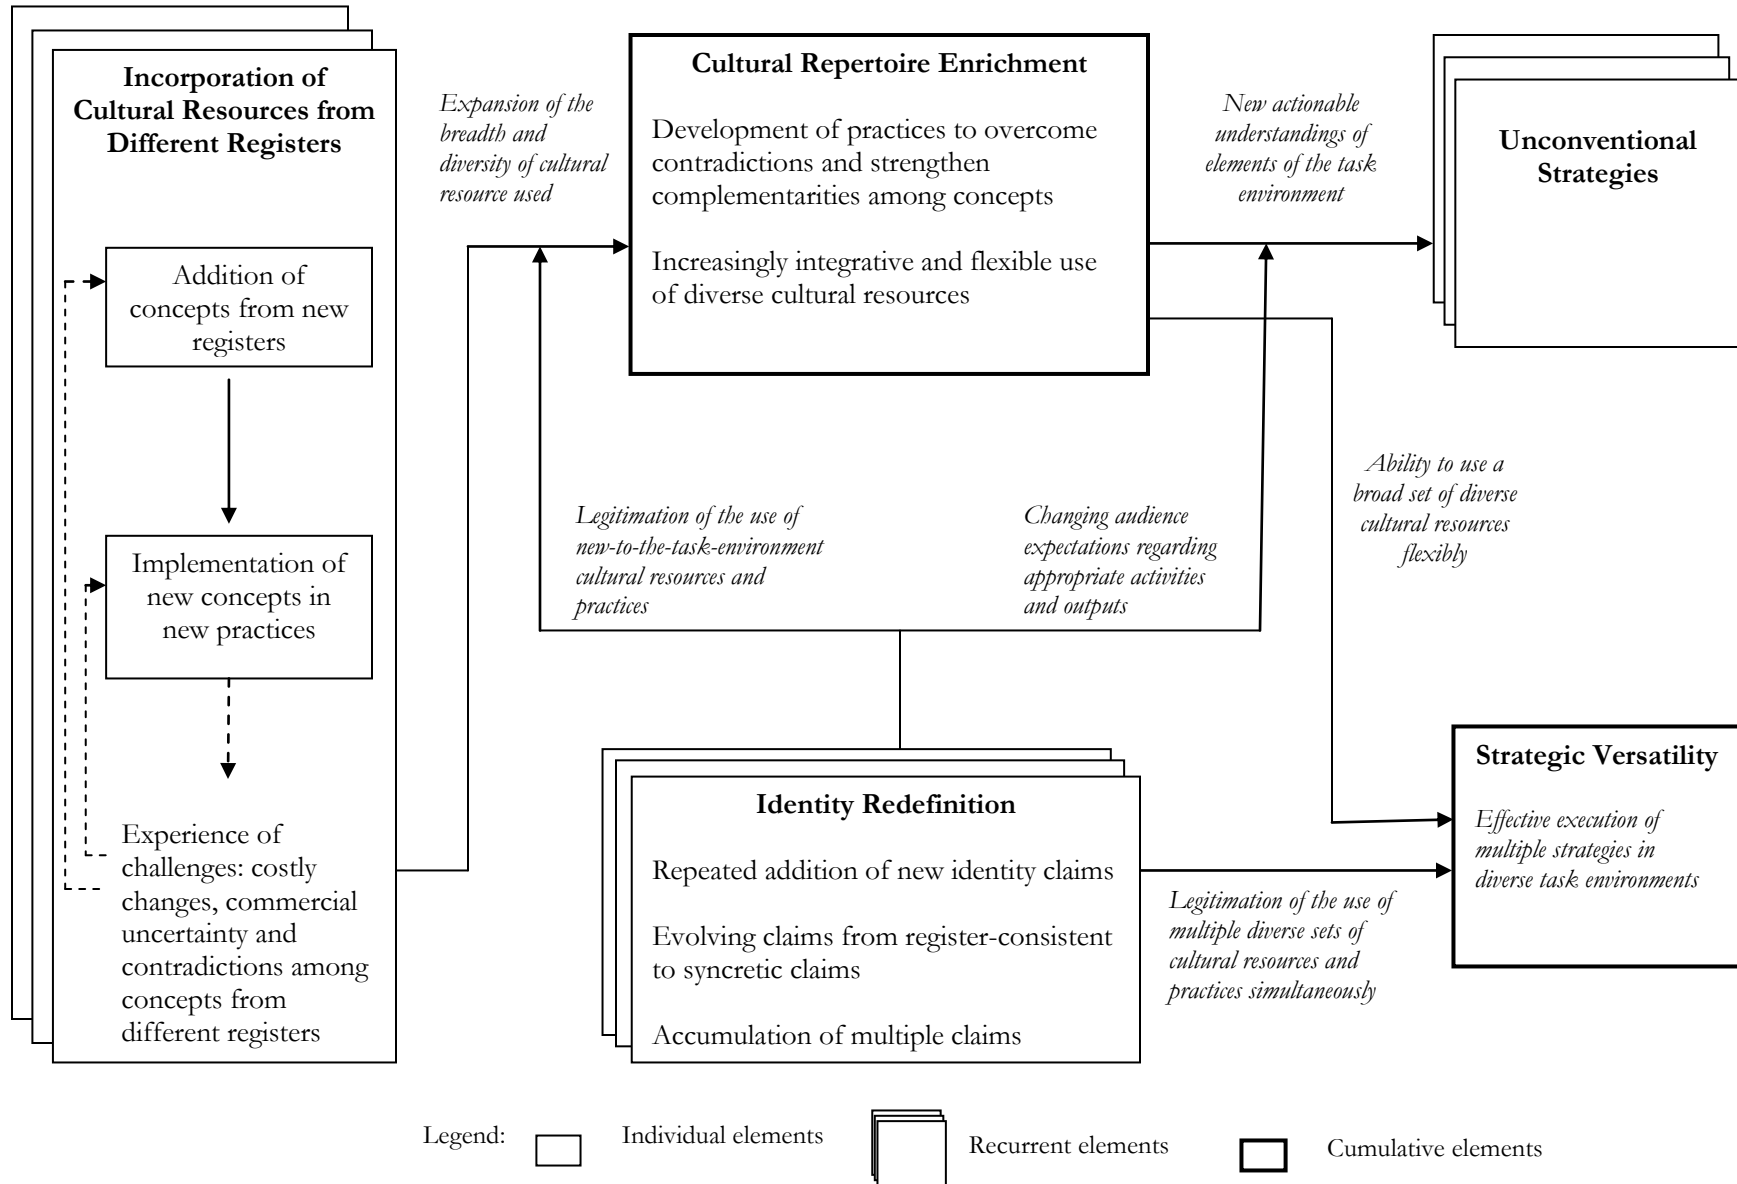 Incorporation of
Cultural Resources from
Different Registers
Addition of
concepts from new
registers
Implementation of
new concepts in
new practices
Experience of
challenges: costly
changes, commercial
uncertainty and
contradictions among
concepts from
different registers
Expansion of the
breadth and
diversity of cultural
resource used
Cultural Repertoire Enrichment
Development of practices to overcome
contradictions and strengthen
complementarities among concepts
Increasingly integrative and flexible use
of diverse cultural resources
New actionable
understandings of
elements of the task
environment
Unconventional
Strategies
Legitimation of the use of
new-to-the-task-environment
cultural resources and
practices
Changing audience
expectations regarding
appropriate activities
and outputs
Ability to use a
broad set of diverse
cultural resources
flexibly
Identity Redefinition
Repeated addition of new identity claims
Evolving claims from register-consistent
to syncretic claims
Accumulation of multiple claims
Legitimation of the use of
multiple diverse sets of
cultural resources and
practices simultaneously
Strategic Versatility
Effective execution of
multiple strategies in
diverse task environments
Legend:
Individual elements
Recurrent elements
Cumulative elements